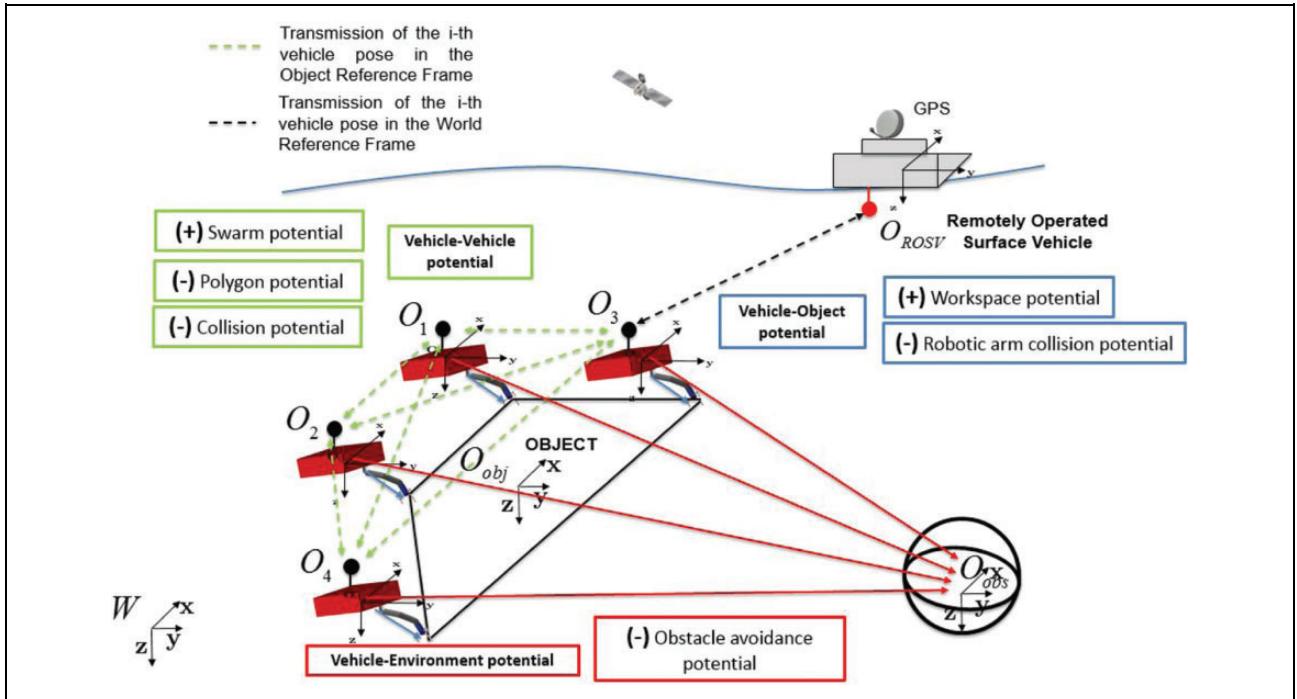 Transmission of the i-th
vehicle pose in the
Object Reference Frame
Transmission of the i-th
vehicle pose in the World
Reference Frame
GPS
x
y
z
O_ROSV
Remotely Operated
Surface Vehicle
(+) Swarm potential
(-) Polygon potential
(-) Collision potential
Vehicle-Vehicle
potential
Vehicle-Object
potential
(+) Workspace potential
(-) Robotic arm collision potential
O_1
x
y
z
O_3
x
y
z
O_2
x
y
z
OBJECT
O_obj
x
y
z
O_4
x
y
z
O_obs
x
y
z
W
x
y
z
Vehicle-Environment potential
(-) Obstacle avoidance
potential